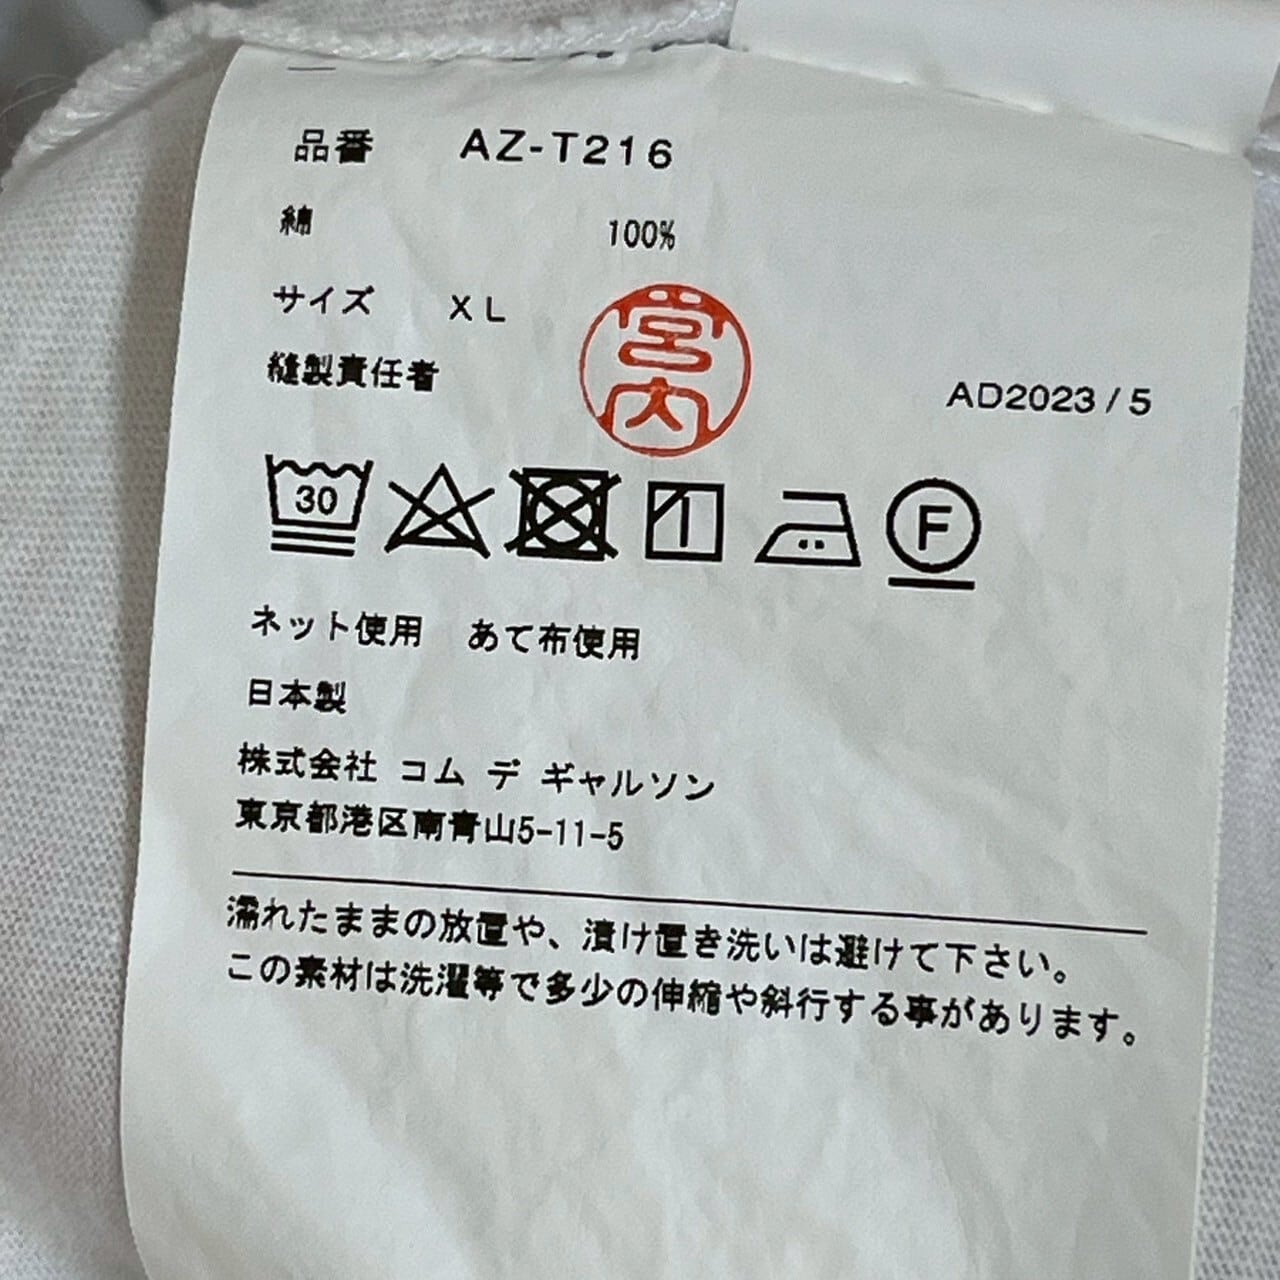 品番 AZ-T216
綿 100%
サイズ XL
縫製責任者 営内
AD2023/5
30
F
ネット使用 あて布使用
日本製
株式会社 コム デ ギャルソン
東京都港区南青山5-11-5
濡れたままの放置や、漬け置き洗いは避けて下さい。
この素材は洗濯等で多少の伸縮や斜行する事があります。